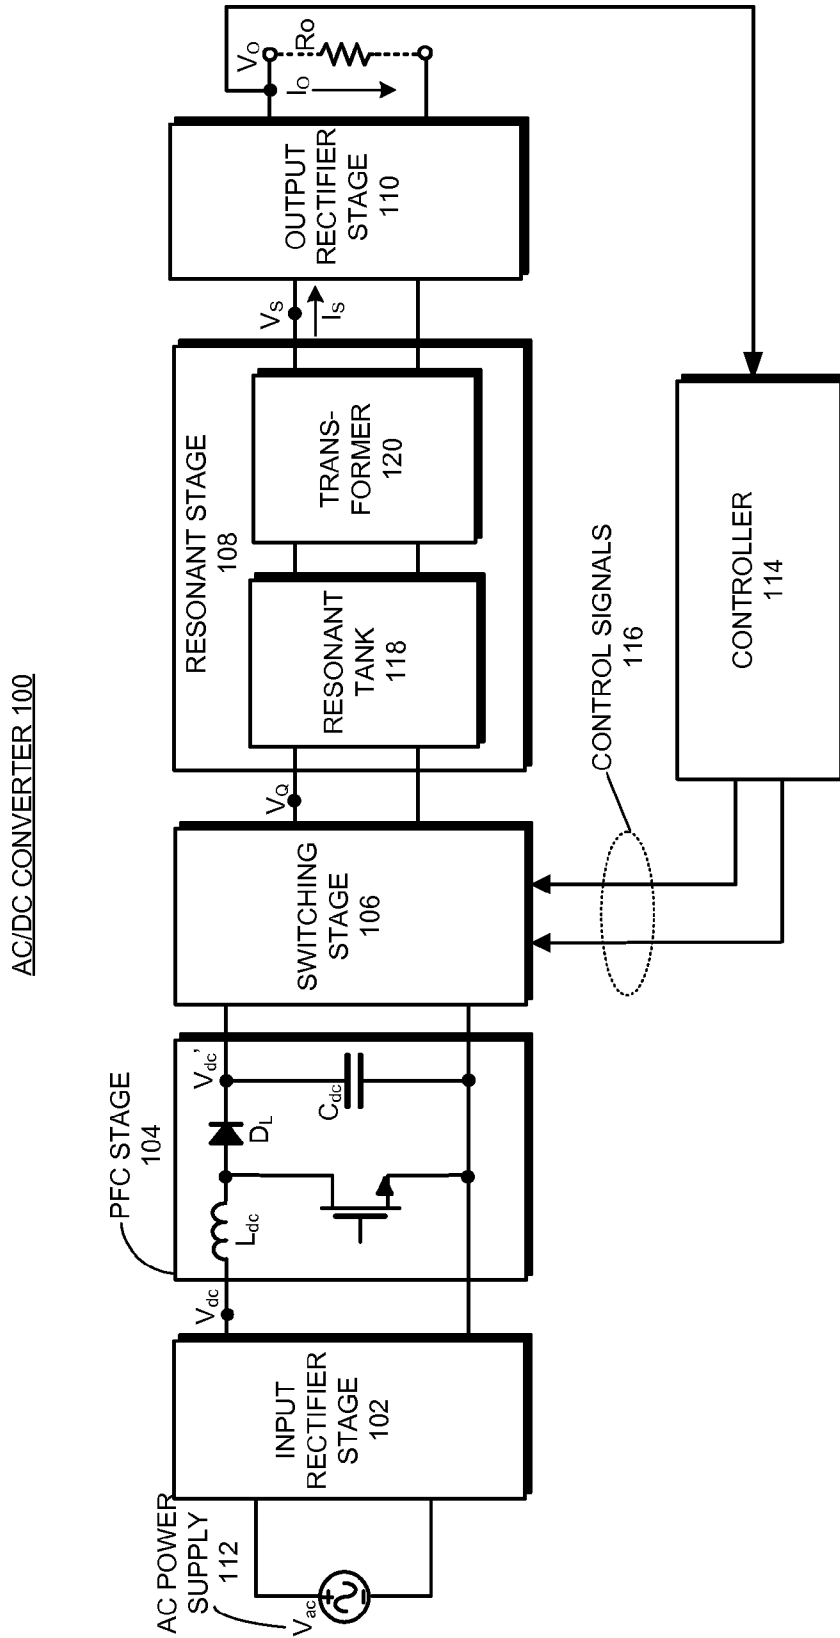 AC/DC CONVERTER 100
AC POWER
SUPPLY
112
Vac
INPUT
RECTIFIER
STAGE
102
Vdc
PFC STAGE
104
Ldc
DL
Vdc'
Cdc
SWITCHING
STAGE
106
VQ
RESONANT STAGE
108
RESONANT
TANK
118
TRANS-
FORMER
120
VS
IS
OUTPUT
RECTIFIER
STAGE
110
VO
IO
RO
CONTROL SIGNALS
116
CONTROLLER
114